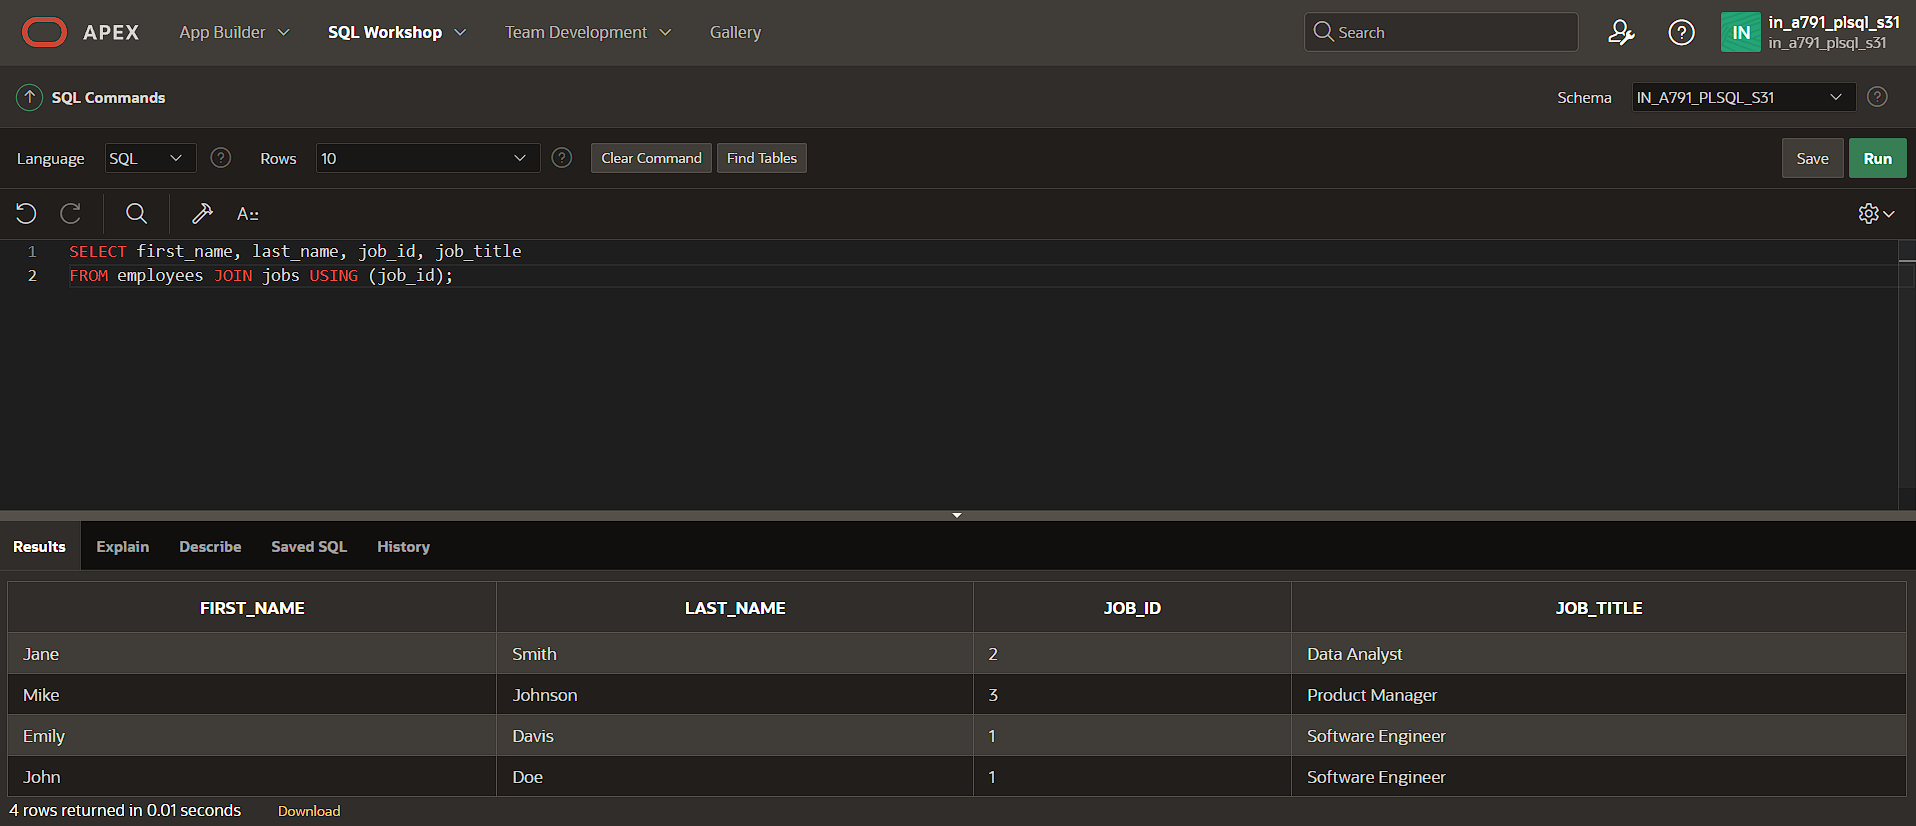 APEX App Builder SQL Workshop Team Development Gallery Search IN in_a791_plsql_s31
in_a791_plsql_s31
SQL Commands Schema IN_A791_PLSQL_S31
Language SQL Rows 10 Clear Command Find Tables Save Run
A::
1 SELECT first_name, last_name, job_id, job_title
2 FROM employees JOIN jobs USING (job_id);
Results Explain Describe Saved SQL History
FIRST_NAME LAST_NAME JOB_ID JOB_TITLE
Jane Smith 2 Data Analyst
Mike Johnson 3 Product Manager
Emily Davis 1 Software Engineer
John Doe 1 Software Engineer
4 rows returned in 0.01 seconds Download